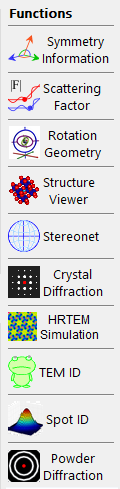 Functions
Symmetry
Information
|F|
Scattering
Factor
Rotation
Geometry
Structure
Viewer
Stereonet
Crystal
Diffraction
HRTEM
Simulation
TEM ID
Spot ID
Powder
Diffraction